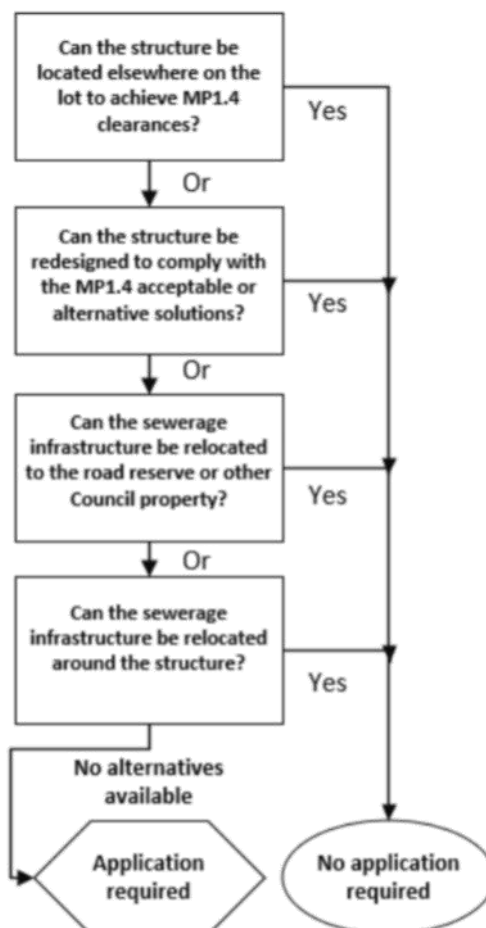 Can the structure be
located elsewhere on the
lot to achieve MP1.4
clearances?
Yes
Or
Can the structure be
redesigned to comply with
the MP1.4 acceptable or
alternative solutions?
Yes
Or
Can the sewerage
infrastructure be relocated
to the road reserve or other
Council property?
Yes
Or
Can the sewerage
infrastructure be relocated
around the structure?
Yes
No alternatives
available
Application
required
No application
required